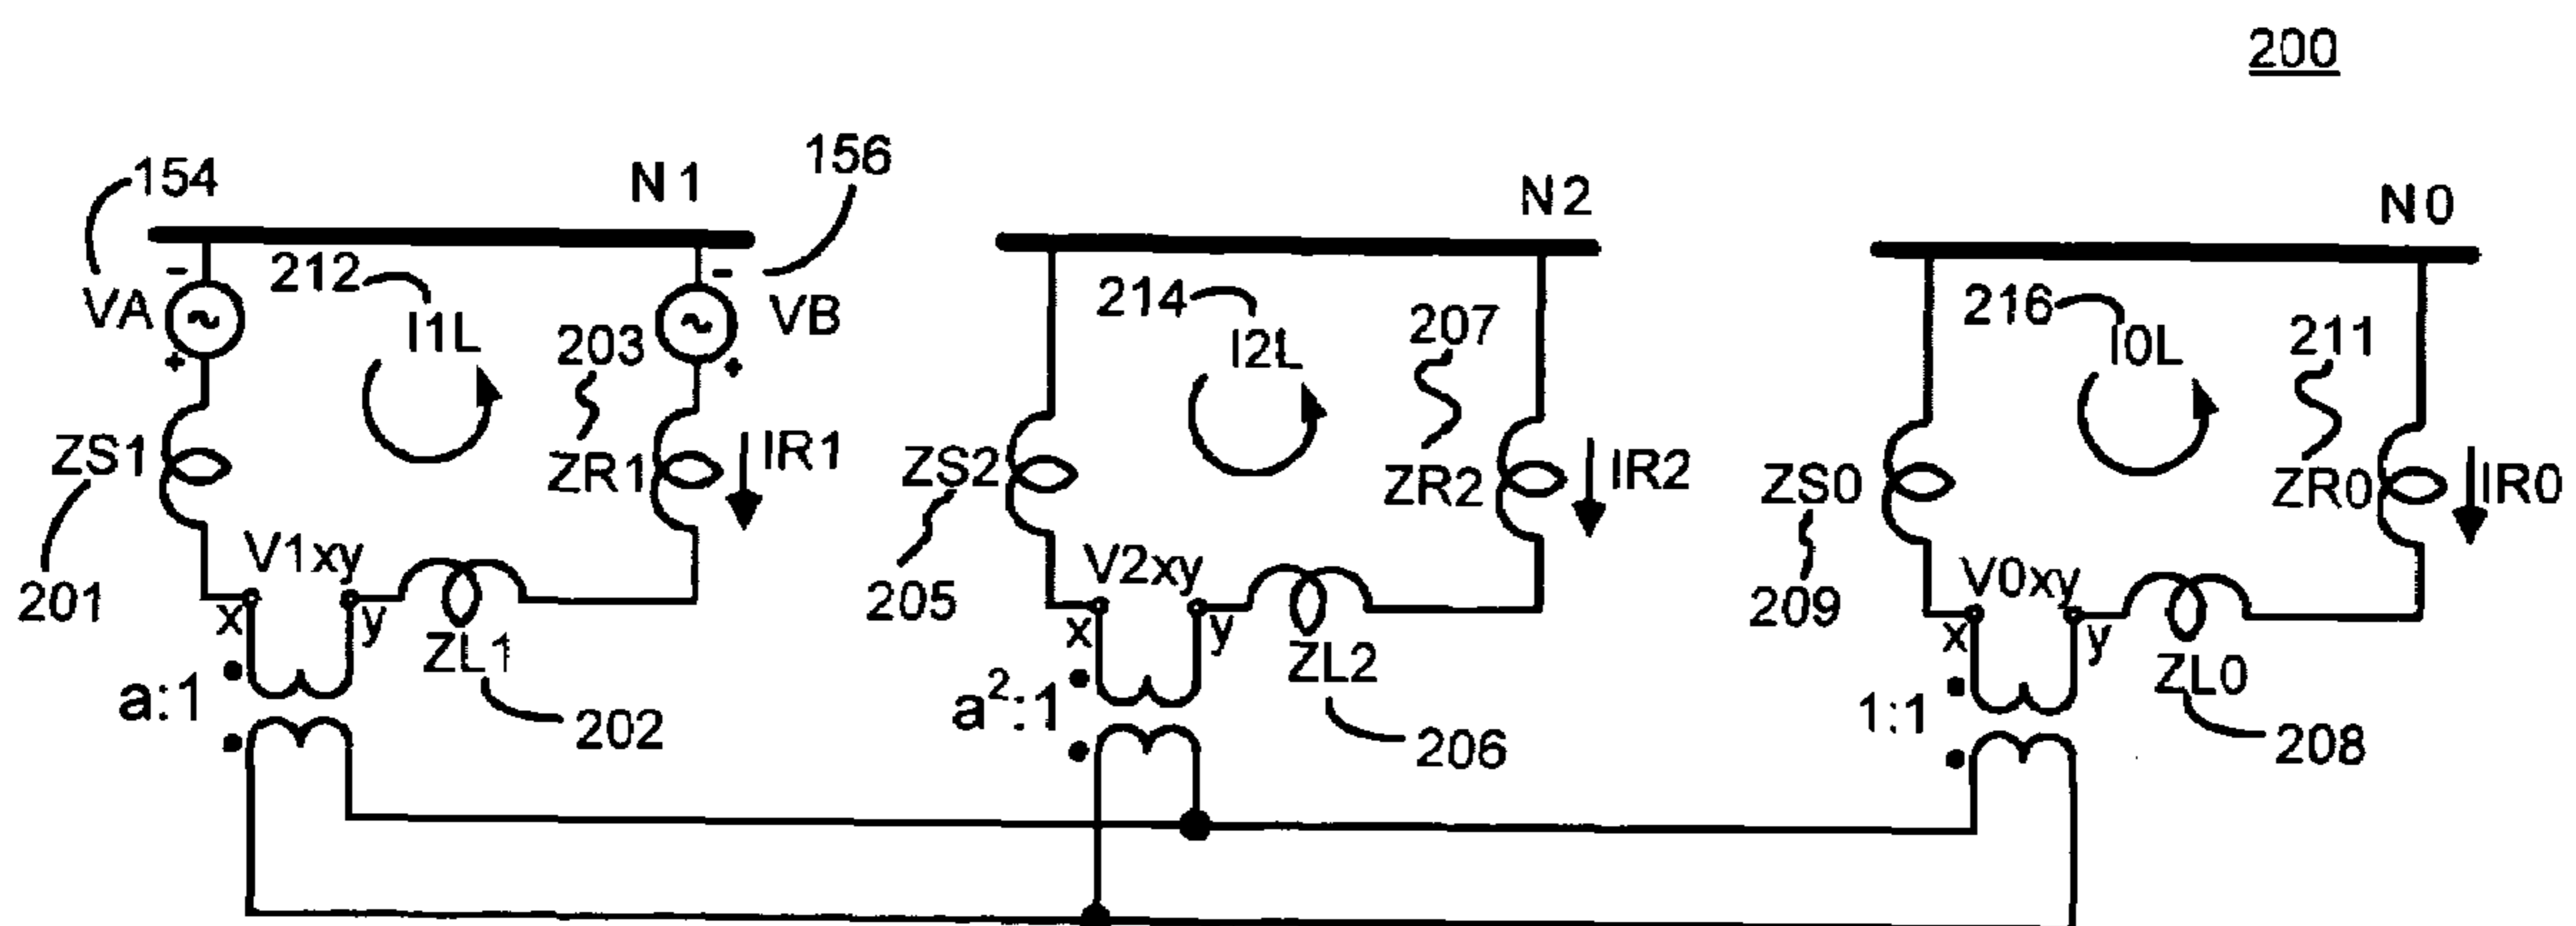 200
154
N1
156
N2
N0
VA
-
212
I1L
-
VB
214
I2L
207
216
I0L
211
+
203
+
ZS1
ZR1
IR1
ZS2
ZR2
IR2
ZS0
ZR0
IR0
201
V1xy
205
V2xy
209
V0xy
x
y
ZL1
x
y
ZL2
x
y
ZL0
a:1
202
a²:1
206
1:1
208